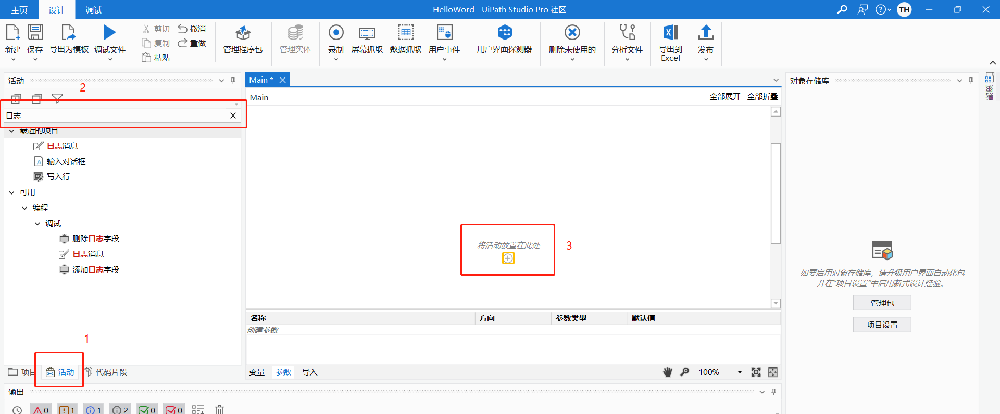 主页 设计 调试 HelloWord - UiPath Studio Pro 社区 TH
剪切 撤消
复制 重做
新建 保存 导出为模板 调试文件 粘贴 管理程序包 管理实体 录制 屏幕抓取 数据抓取 用户事件 用户界面探测器 删除未使用的 分析文件 导出到 Excel 发布
活动 2
Main *
对象存储库
资源
Main 全部展开 全部折叠
日志
最近的项目
日志消息
输入对话框
写入行
可用
编程
调试
删除日志字段
日志消息
添加日志字段
将活动放置在此处
3
如要启用对象存储库，请升级用户界面自动化包
并在“项目设置”中启用新式设计经验。
管理包
项目设置
名称 方向 参数类型 默认值
创建参数
1
项目 活动 代码片段
变量 参数 导入 100%
输出
0 1 1 2 0 0